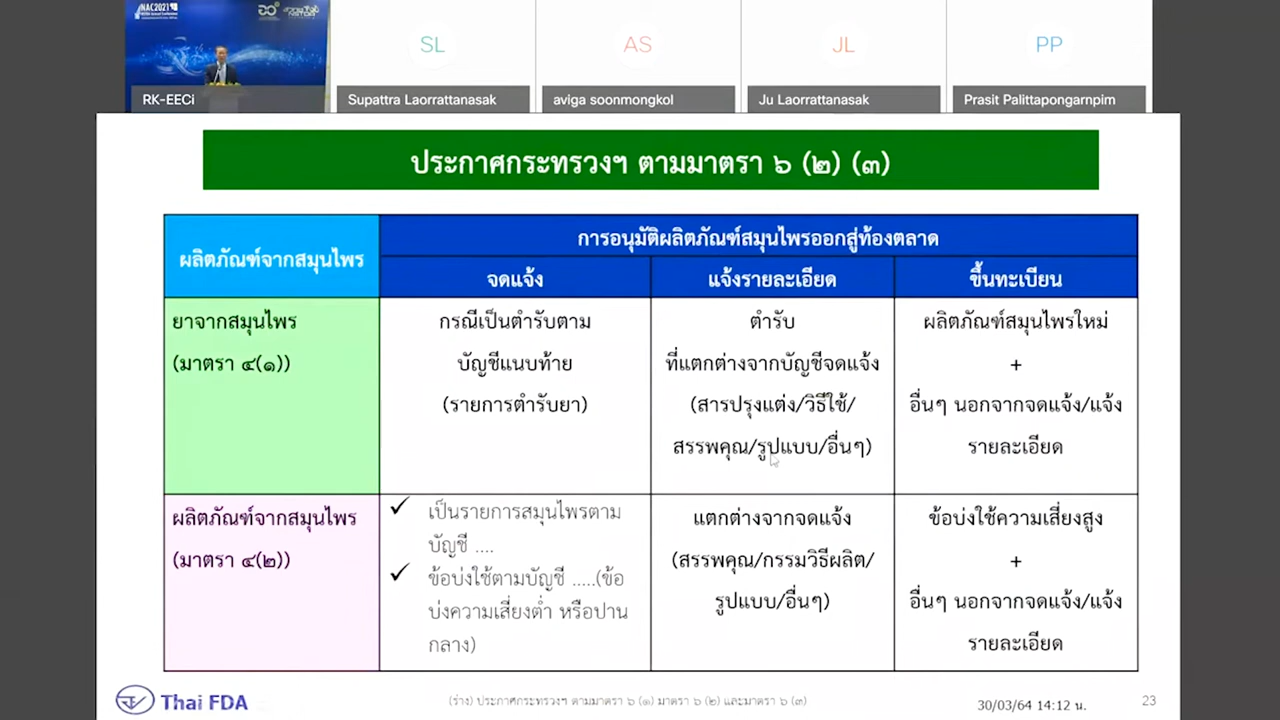 NAC2021
SL
AS
JL
PP
RK-EECi
Supattra Laorrattanasak
aviga soonmongkol
Ju Laorrattanasak
Prasit Palittapongarnpim
ประกาศกระทรวงฯ ตามมาตรา ๖ (๒) (๓)
ผลิตภัณฑ์จากสมุนไพร
การอนุมัติผลิตภัณฑ์สมุนไพรออกสู่ท้องตลาด
จดแจ้ง
แจ้งรายละเอียด
ขึ้นทะเบียน
ยาจากสมุนไพร
(มาตรา ๔(๑))
กรณีเป็นตำรับตาม
บัญชีแนบท้าย
(รายการตำรับยา)
ตำรับ
ที่แตกต่างจากบัญชีจดแจ้ง
(สารปรุงแต่ง/วิธีใช้/
สรรพคุณ/รูปแบบ/อื่นๆ)
ผลิตภัณฑ์สมุนไพรใหม่
+
อื่นๆ นอกจากจดแจ้ง/แจ้ง
รายละเอียด
ผลิตภัณฑ์จากสมุนไพร
(มาตรา ๔(๒))
✓ เป็นรายการสมุนไพรตาม
บัญชี ....
✓ ข้อบ่งใช้ตามบัญชี .....(ข้อ
บ่งความเสี่ยงต่ำ หรือปาน
กลาง)
แตกต่างจากจดแจ้ง
(สรรพคุณ/กรรมวิธีผลิต/
รูปแบบ/อื่นๆ)
ข้อบ่งใช้ความเสี่ยงสูง
+
อื่นๆ นอกจากจดแจ้ง/แจ้ง
รายละเอียด
Thai FDA
(ร่าง) ประกาศกระทรวงฯ ตามมาตรา ๖ (๑) มาตรา ๖ (๒) และมาตรา ๖ (๓)
30/03/64 14:12 น.
23